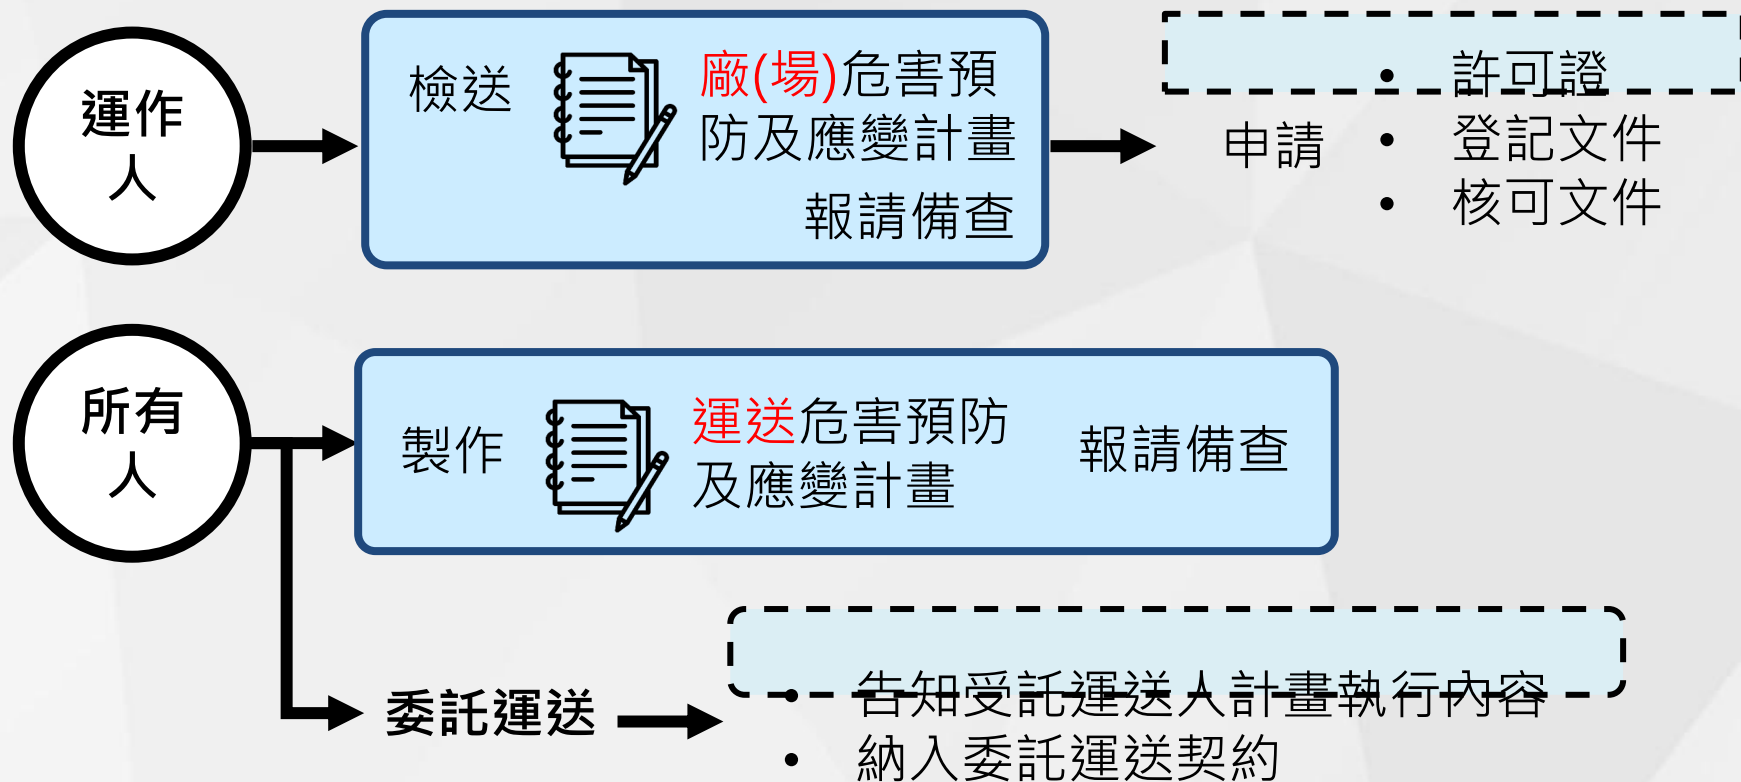 運作
人
檢送
廠(場)危害預
防及應變計畫
報請備查
申請
• 許可證
• 登記文件
• 核可文件
所有
人
製作
運送危害預防
及應變計畫
報請備查
委託運送
• 告知受託運送人計畫執行內容
• 納入委託運送契約